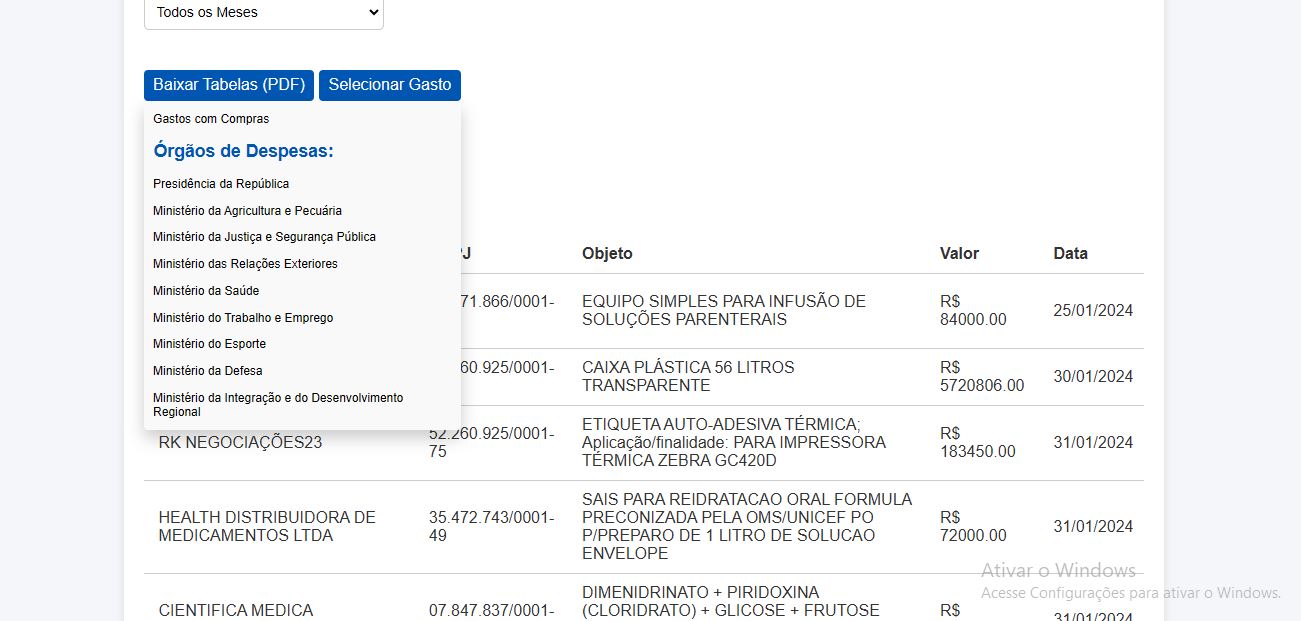 Todos os Meses
Baixar Tabelas (PDF) Selecionar Gasto
Gastos com Compras
Órgãos de Despesas:
Presidência da República
Ministério da Agricultura e Pecuária
Ministério da Justiça e Segurança Pública
Ministério das Relações Exteriores
Ministério da Saúde
Ministério do Trabalho e Emprego
Ministério do Esporte
Ministério da Defesa
Ministério da Integração e do Desenvolvimento
Regional
Objeto
Valor
Data
71.866/0001-
EQUIPO SIMPLES PARA INFUSÃO DE
SOLUÇÕES PARENTERAIS
R$
84000.00
25/01/2024
60.925/0001-
CAIXA PLÁSTICA 56 LITROS
TRANSPARENTE
R$
5720806.00
30/01/2024
RK NEGOCIAÇÕES23
52.260.925/0001-
75
ETIQUETA AUTO-ADESIVA TÉRMICA;
Aplicação/finalidade: PARA IMPRESSORA
TÉRMICA ZEBRA GC420D
R$
183450.00
31/01/2024
HEALTH DISTRIBUIDORA DE
MEDICAMENTOS LTDA
35.472.743/0001-
49
SAIS PARA REIDRATACAO ORAL FORMULA
PRECONIZADA PELA OMS/UNICEF PO
P/PREPARO DE 1 LITRO DE SOLUCAO
ENVELOPE
R$
72000.00
31/01/2024
CIENTIFICA MEDICA
07.847.837/0001-
DIMENIDRINATO + PIRIDOXINA
(CLORIDRATO) + GLICOSE + FRUTOSE
R$
31/01/2024
Ativar o Windows
Acesse Configurações para ativar o Windows.